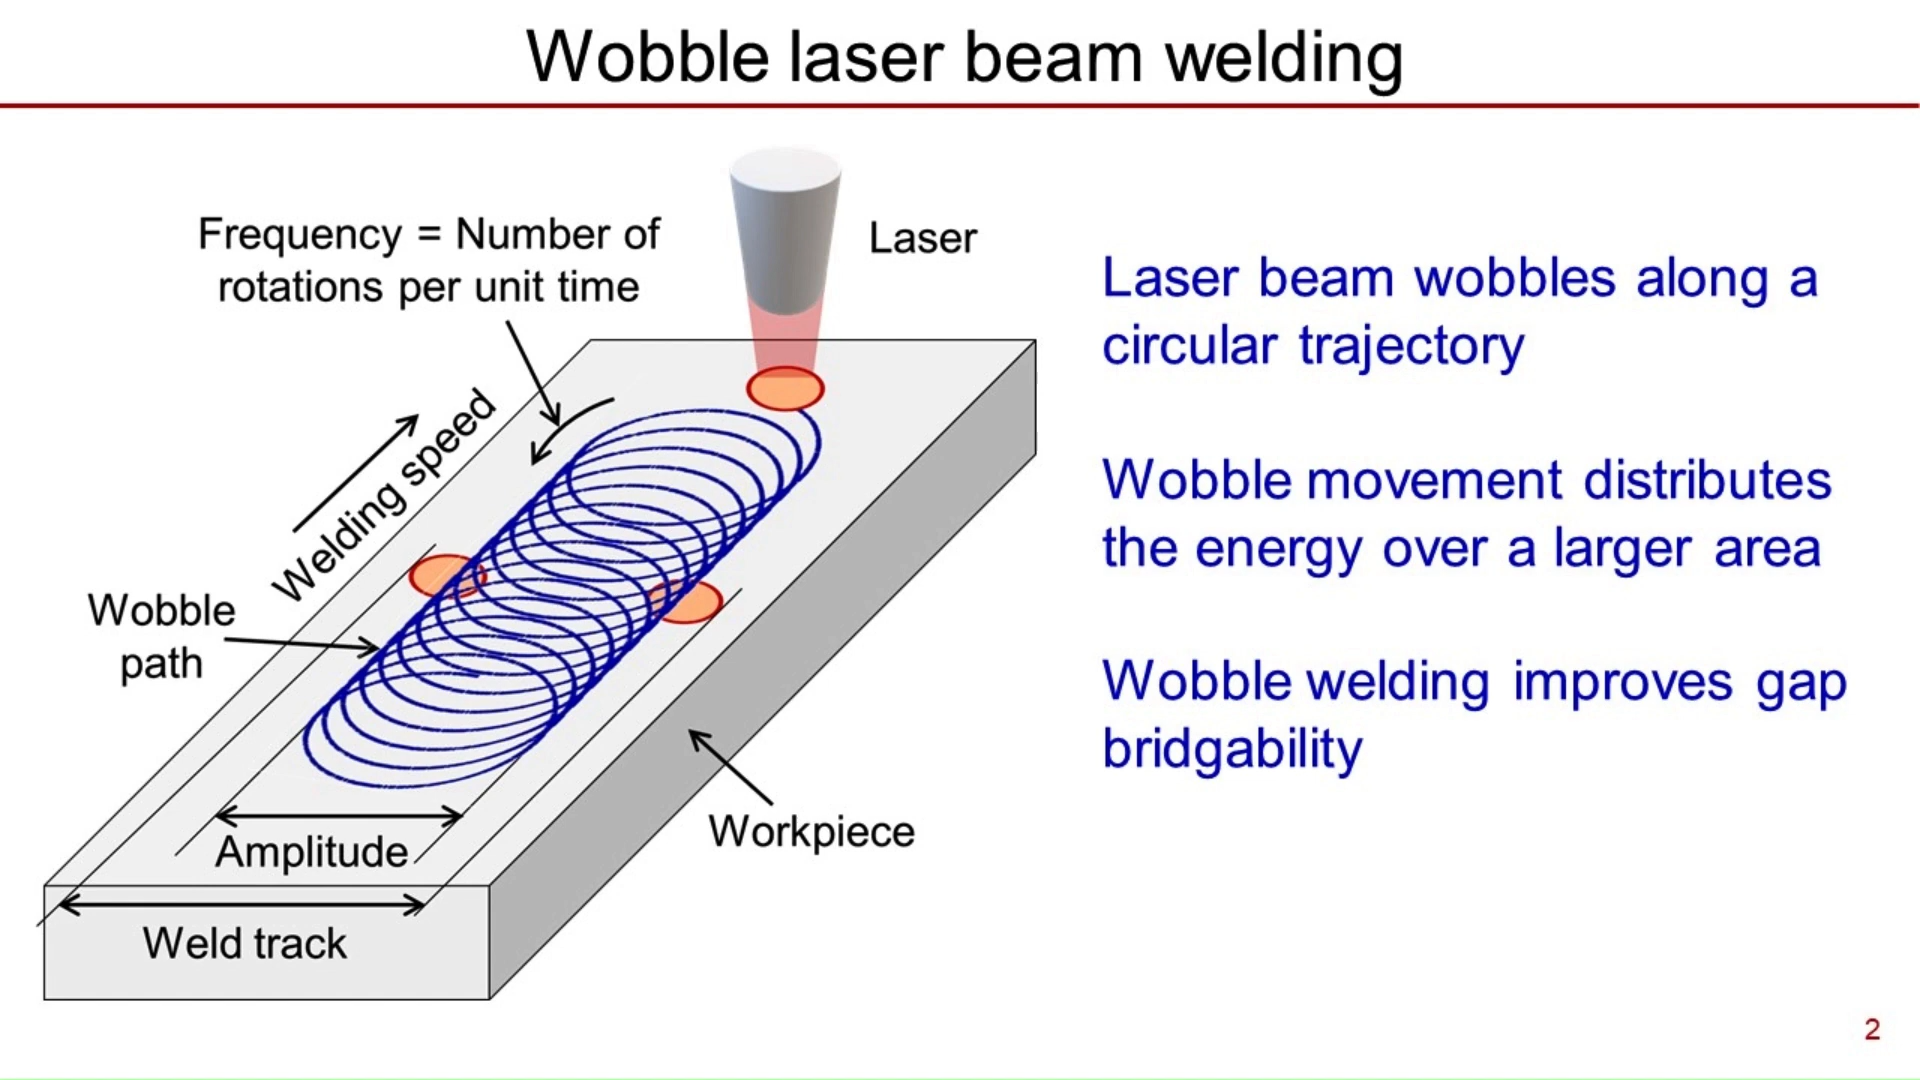 Wobble laser beam welding
Frequency = Number of
rotations per unit time
Laser
Welding speed
Wobble
path
Amplitude
Weld track
Workpiece
Laser beam wobbles along a
circular trajectory
Wobble movement distributes
the energy over a larger area
Wobble welding improves gap
bridgability
2